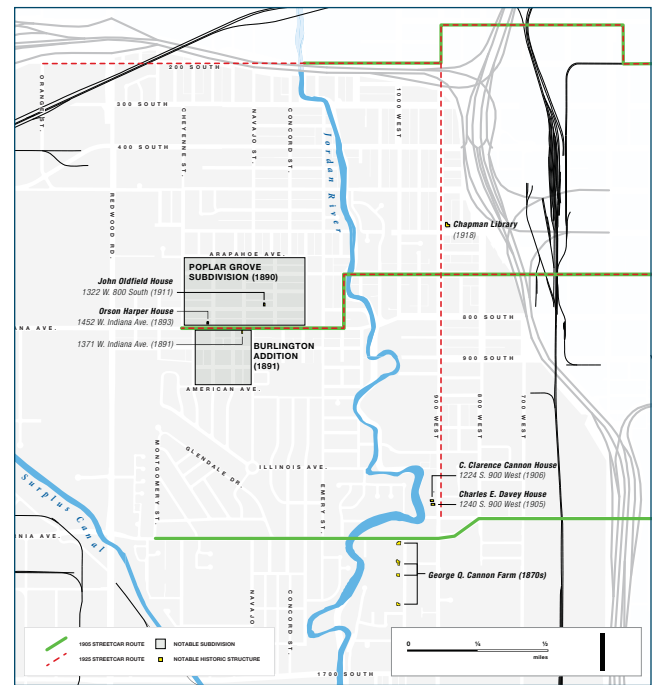 200 SOUTH
ORANGE ST.
300 SOUTH
CHEYENNE ST.
NAVAJO ST.
CONCORD ST.
1000 WEST
400 SOUTH
Jordan River
REDWOOD RD.
Chapman Library
(1918)
ARAPAHOE AVE.
POPLAR GROVE
SUBDIVISION (1890)
John Oldfield House
1322 W. 800 South (1911)
Orson Harper House
1452 W. Indiana Ave. (1893)
800 SOUTH
ANA AVE.
1371 W. Indiana Ave. (1891)
BURLINGTON
ADDITION
(1891)
900 SOUTH
AMERICAN AVE.
900 WEST
800 WEST
700 WEST
MONTGOMERY ST.
GLENDALE DR.
ILLINOIS AVE.
C. Clarence Cannon House
1224 S. 900 West (1906)
Surplus Canal
EMERY ST.
Charles E. Davey House
1240 S. 900 West (1905)
NIA AVE.
George Q. Cannon Farm (1870s)
NAVAJO
CONCORD ST.
1905 STREETCAR ROUTE
NOTABLE SUBDIVISION
1925 STREETCAR ROUTE
NOTABLE HISTORIC STRUCTURE
0 ¼ ½
miles
1700 SOUTH